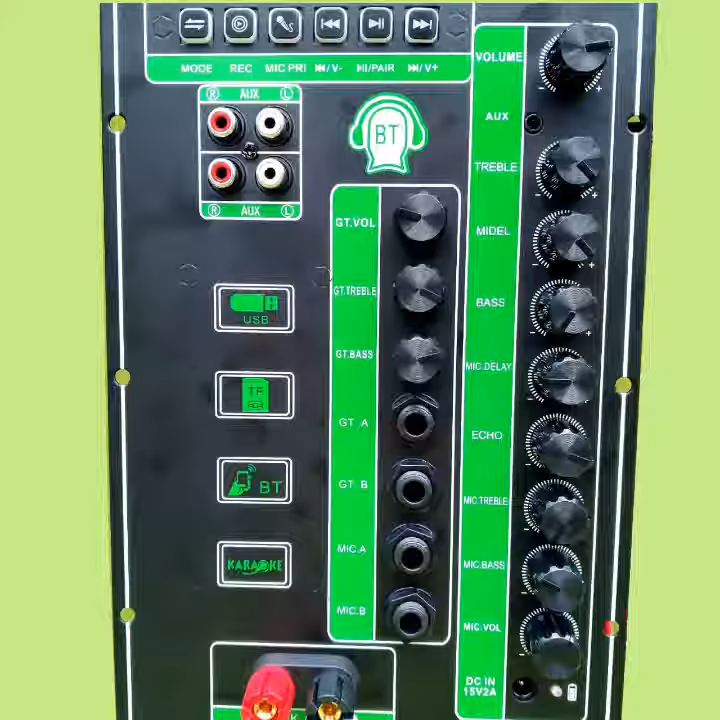 MODE REC MIC PRI ⏮/V- ⏯/PAIR ⏭/V+
R AUX L
R AUX L
BT
USB
TF
BT
KARAOKE
GT.VOL
GT.TREBLE
GT.BASS
GT A
GT B
MIC.A
MIC.B
VOLUME
- +
AUX
TREBLE
- +
MIDEL
- +
BASS
- +
MIC.DELAY
ECHO
MIC.TREBLE
MIC.BASS
MIC.VOL
DC IN
15V2A